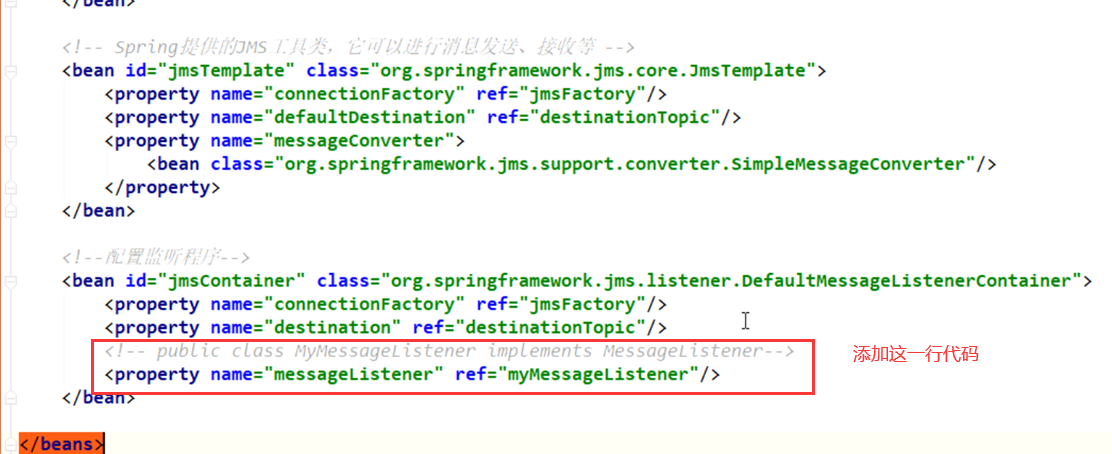 </bean>
<!-- Spring提供的JMS工具类，它可以进行消息发送、接收等 -->
<bean id="jmsTemplate" class="org.springframework.jms.core.JmsTemplate">
<property name="connectionFactory" ref="jmsFactory"/>
<property name="defaultDestination" ref="destinationTopic"/>
<property name="messageConverter">
<bean class="org.springframework.jms.support.converter.SimpleMessageConverter"/>
</property>
</bean>
<!--配置监听程序-->
<bean id="jmsContainer" class="org.springframework.jms.listener.DefaultMessageListenerContainer">
<property name="connectionFactory" ref="jmsFactory"/>
<property name="destination" ref="destinationTopic"/>
<!-- public class MyMessageListener implements MessageListener-->
添加这一行代码
<property name="messageListener" ref="myMessageListener"/>
</bean>
</beans>